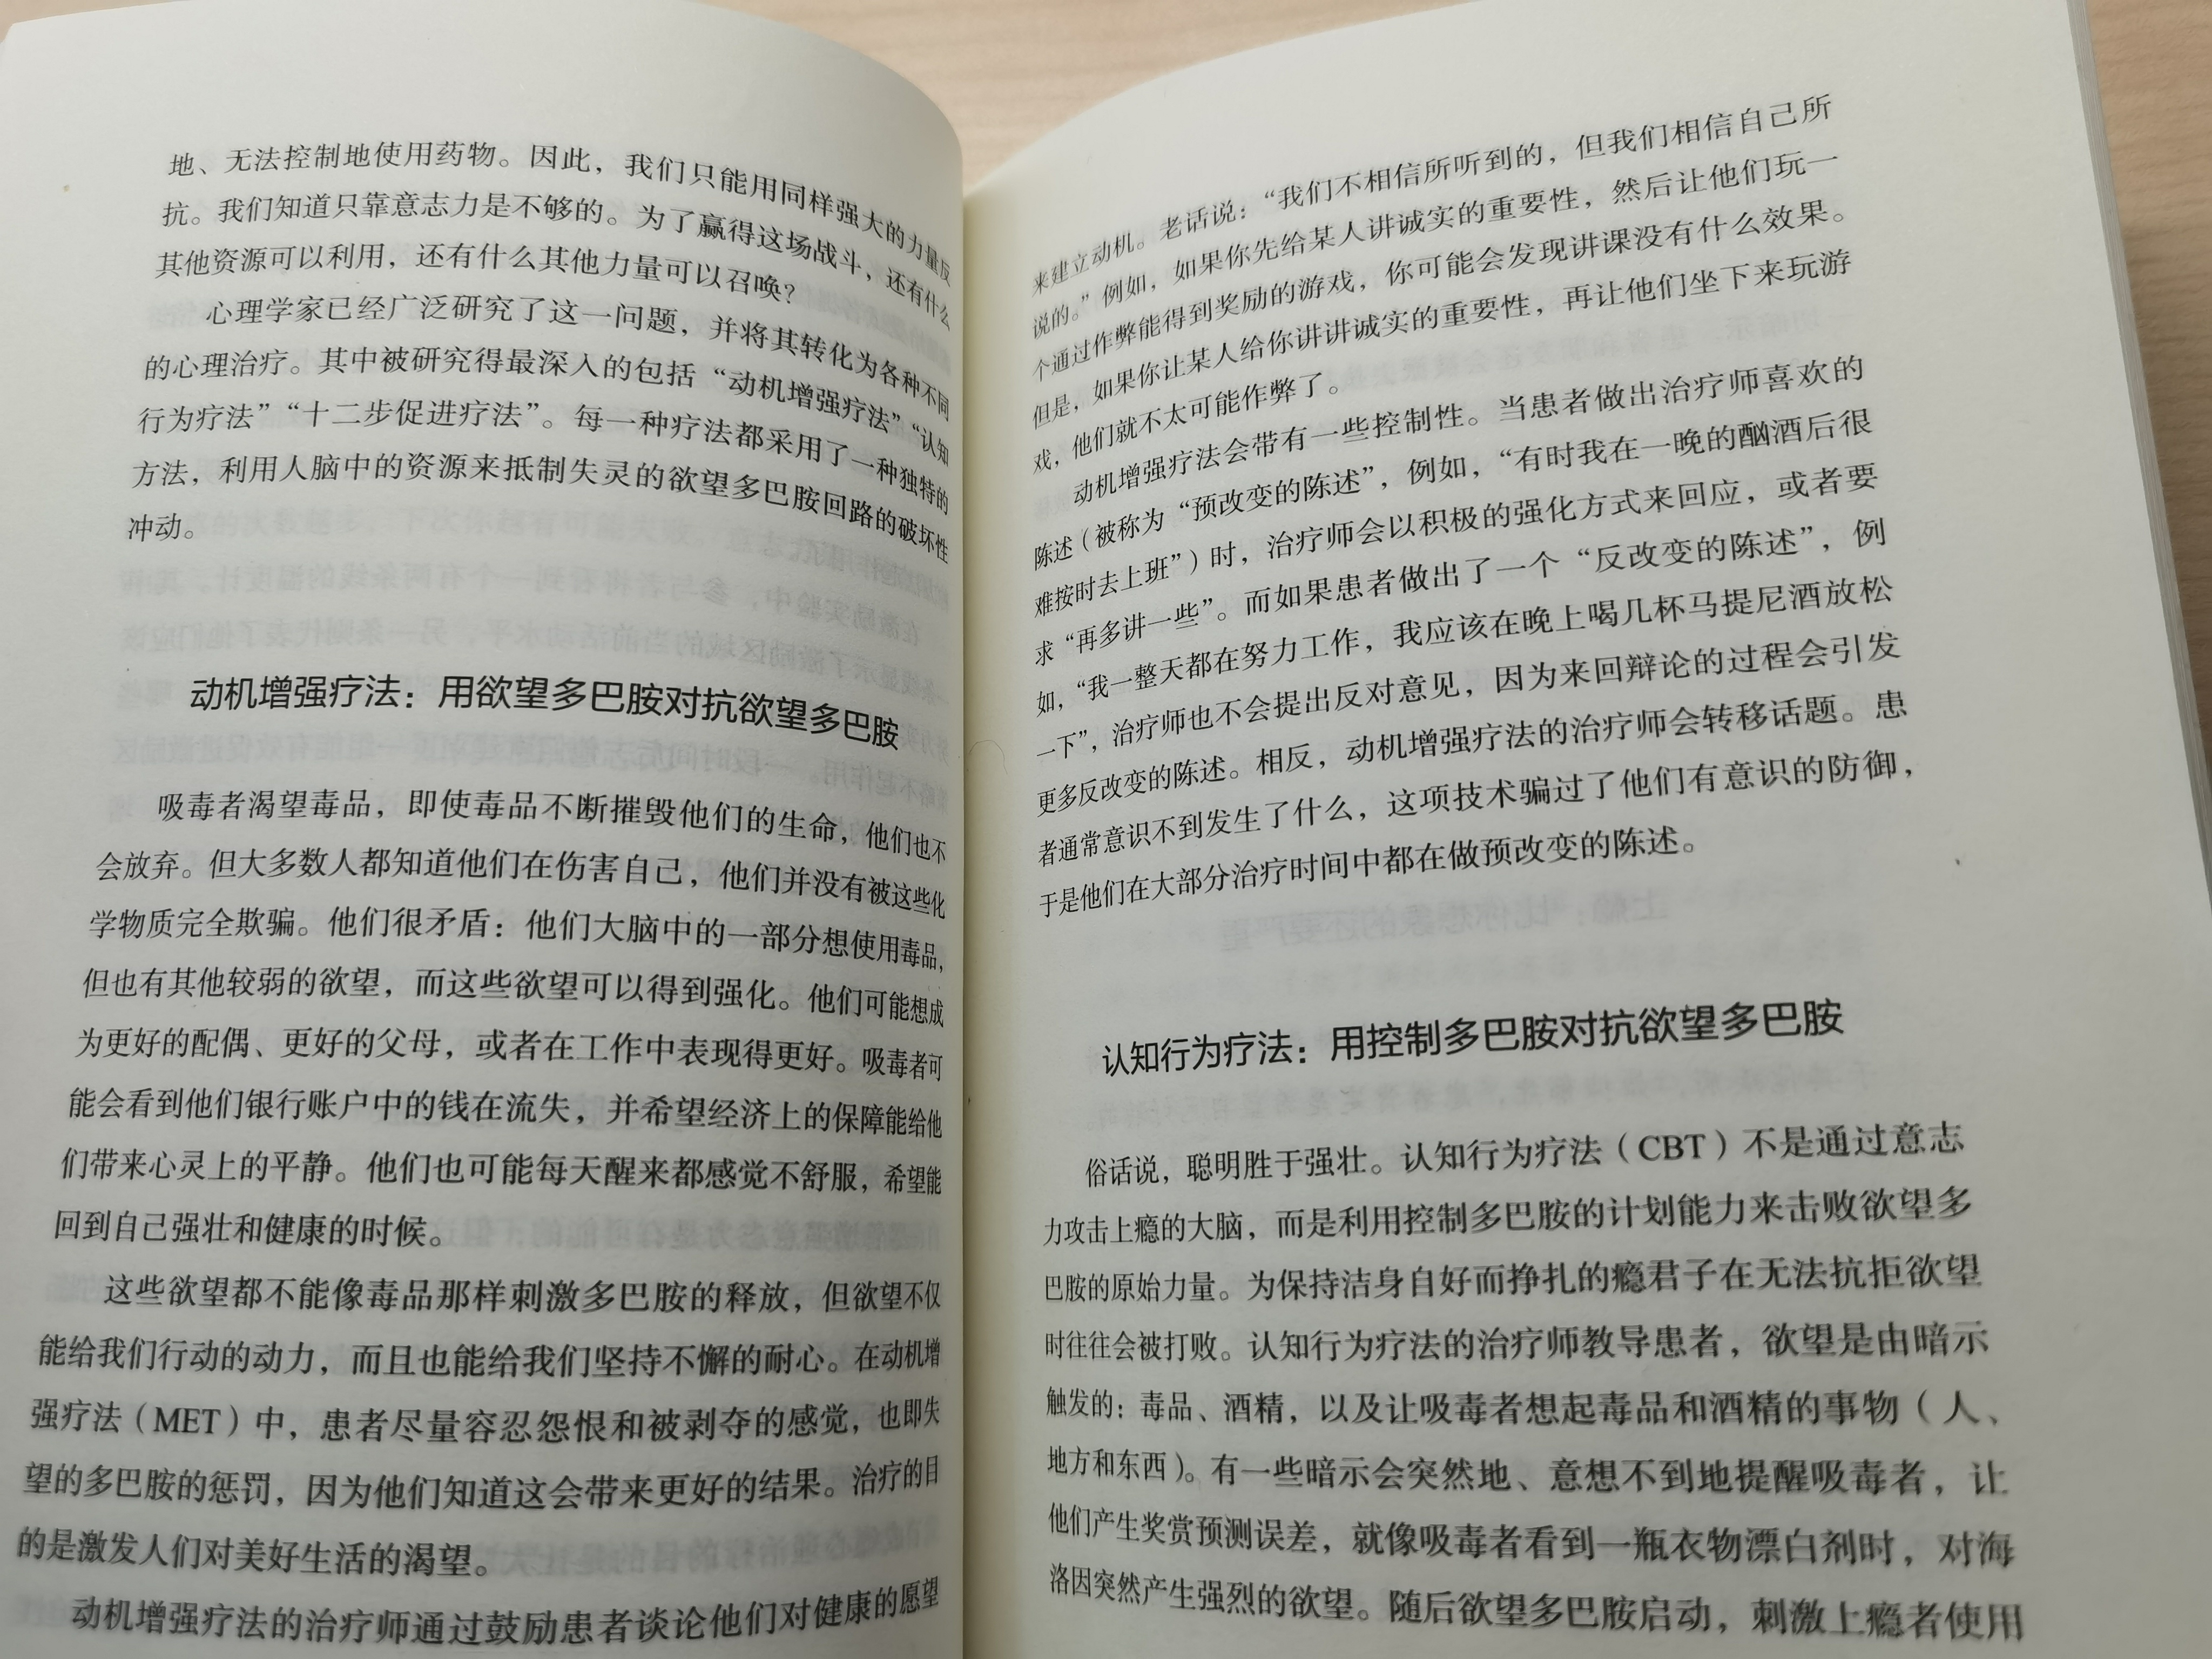 地、无法控制地使用药物。因此，我们只能用同样强大的力量反
抗。我们知道只靠意志力是不够的。为了赢得这场战斗，还有什么
其他资源可以利用，还有什么其他力量可以召唤？
心理学家已经广泛研究了这一问题，并将其转化为各种不同
的心理治疗。其中被研究得最深入的包括“动机增强疗法”“认知
行为疗法”“十二步促进疗法”。每一种疗法都采用了一种独特的
方法，利用人脑中的资源来抵制失灵的欲望多巴胺回路的破坏性
冲动。
动机增强疗法：用欲望多巴胺对抗欲望多巴胺
吸毒者渴望毒品，即使毒品不断摧毁他们的生命，他们也不
会放弃。但大多数人都知道他们在伤害自己，他们并没有被这些化
学物质完全欺骗。他们很矛盾：他们大脑中的一部分想使用毒品，
但也有其他较弱的欲望，而这些欲望可以得到强化。他们可能想成
为更好的配偶、更好的父母，或者在工作中表现得更好。吸毒者可
能会看到他们银行账户中的钱在流失，并希望经济上的保障能给他
们带来心灵上的平静。他们也可能每天醒来都感觉不舒服，希望能
回到自己强壮和健康的时候。
这些欲望都不能像毒品那样刺激多巴胺的释放，但欲望不仅
能给我们行动的动力，而且也能给我们坚持不懈的耐心。在动机增
强疗法（MET）中，患者尽量容忍怨恨和被剥夺的感觉，也即失
望的多巴胺的惩罚，因为他们知道这会带来更好的结果。治疗的目
的是激发人们对美好生活的渴望。
动机增强疗法的治疗师通过鼓励患者谈论他们对健康的愿望
来建立动机。老话说：“我们不相信所听到的，但我们相信自己所
说的。”例如，如果你先给某人讲诚实的重要性，然后让他们玩一
个通过作弊能得到奖励的游戏，你可能会发现讲课没有什么效果。
但是，如果你让某人给你讲讲诚实的重要性，再让他们坐下来玩游
戏，他们就不太可能作弊了。
动机增强疗法会带有一些控制性。当患者做出治疗师喜欢的
陈述（被称为“预改变的陈述”，例如，“有时我在一晚的酗酒后很
难按时去上班”）时，治疗师会以积极的强化方式来回应，或者要
求“再多讲一些”。而如果患者做出了一个“反改变的陈述”，例
如，“我一整天都在努力工作，我应该在晚上喝几杯马提尼酒放松
一下”，治疗师也不会提出反对意见，因为来回辩论的过程会引发
更多反改变的陈述。相反，动机增强疗法的治疗师会转移话题。患
者通常意识不到发生了什么，这项技术骗过了他们有意识的防御，
于是他们在大部分治疗时间中都在做预改变的陈述。
认知行为疗法：用控制多巴胺对抗欲望多巴胺
俗话说，聪明胜于强壮。认知行为疗法（CBT）不是通过意志
力攻击上瘾的大脑，而是利用控制多巴胺的计划能力来击败欲望多
巴胺的原始力量。为保持洁身自好而挣扎的瘾君子在无法抗拒欲望
时往往会被打败。认知行为疗法的治疗师教导患者，欲望是由暗示
触发的：毒品、酒精，以及让吸毒者想起毒品和酒精的事物（人、
地方和东西）。有一些暗示会突然地、意想不到地提醒吸毒者，让
他们产生奖赏预测误差，就像吸毒者看到一瓶衣物漂白剂时，对海
洛因突然产生强烈的欲望。随后欲望多巴胺启动，刺激上瘾者使用